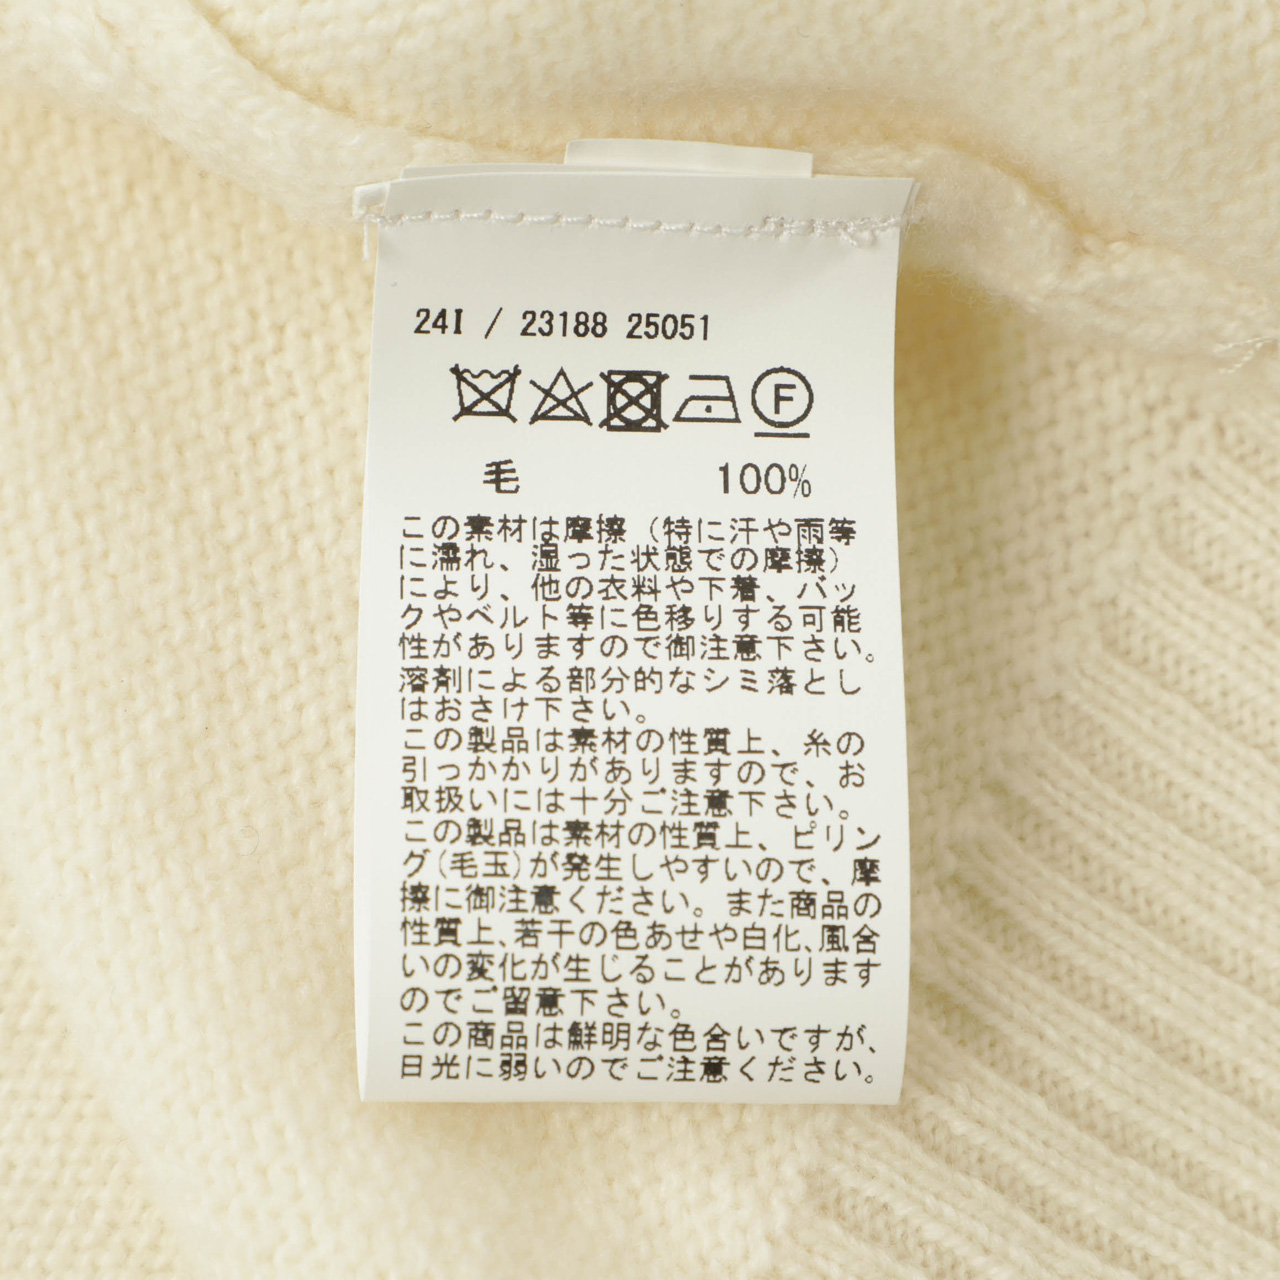 24I / 23188 25051
F
毛 100%
この素材は摩擦（特に汗や雨等
に濡れ、湿った状態での摩擦）
により、他の衣料や下着、バッ
クやベルト等に色移りする可能
性がありますので御注意下さい。
溶剤による部分的なシミ落とし
はおさけ下さい。
この製品は素材の性質上、糸の
引っかかりがありますので、お
取扱いには十分ご注意下さい。
この製品は素材の性質上、ピリン
グ(毛玉)が発生しやすいので、摩
擦に御注意ください。また商品の
性質上、若干の色あせや白化、風合
いの変化が生じることがあります
のでご留意下さい。
この商品は鮮明な色合いですが、
日光に弱いのでご注意ください。